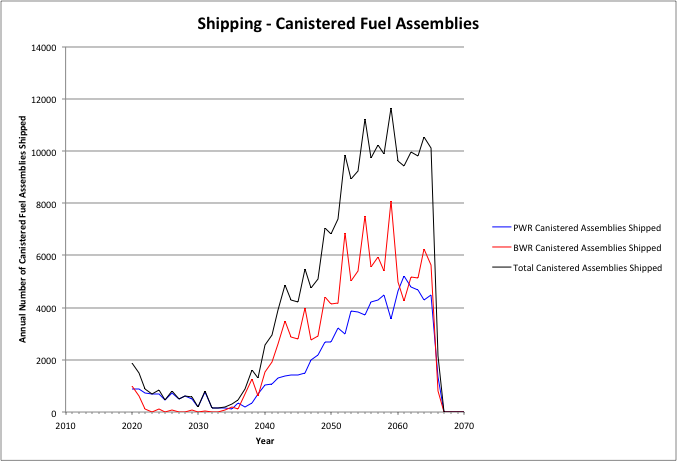 Shipping - Canistered Fuel Assemblies
14000
12000
10000
8000
6000
4000
2000
0
Annual Number of Canistered Fuel Assemblies Shipped
2010 2020 2030 2040 2050 2060 2070
Year
PWR Canistered Assemblies Shipped
BWR Canistered Assemblies Shipped
Total Canistered Assemblies Shipped